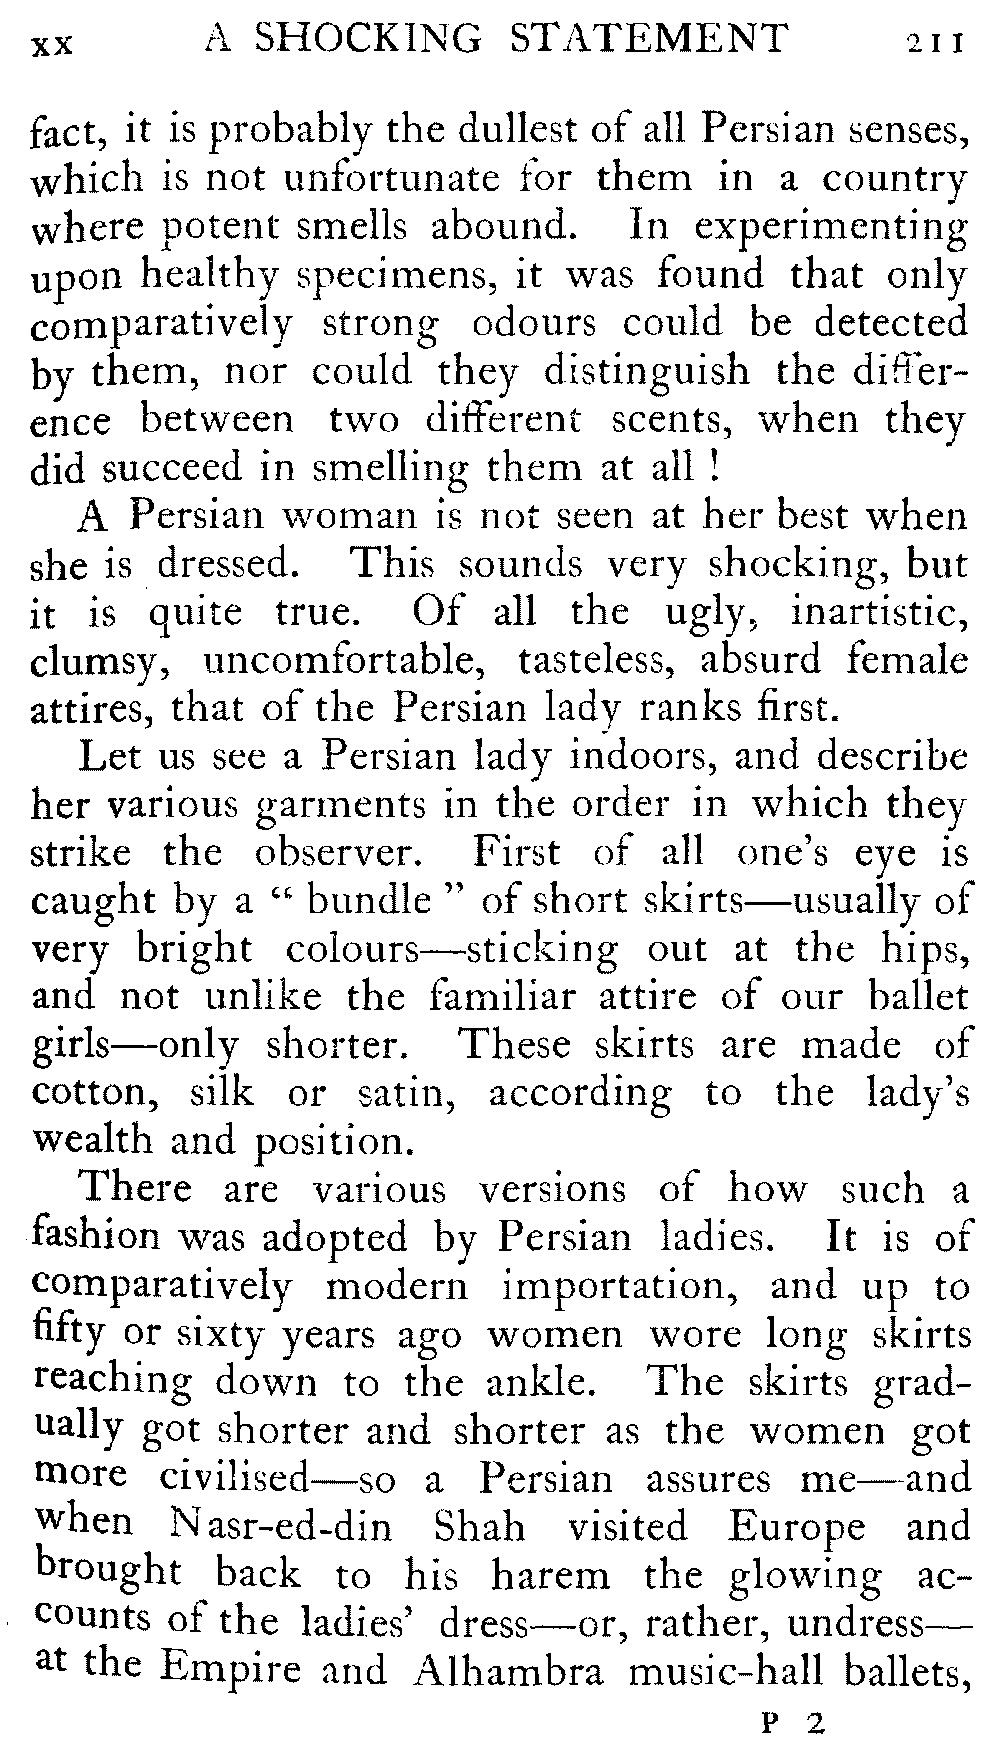 xx A SHOCKING STATEMENT 211
fact, it is probably the dullest of all Persian senses,
which is not unfortunate for them in a country
where potent smells abound. In experimenting
upon healthy specimens, it was found that only
comparatively strong odours could be detected
by them, nor could they distinguish the differ-
ence between two different scents, when they
did succeed in smelling them at all !
A Persian woman is not seen at her best when
she is dressed. This sounds very shocking, but
it is quite true. Of all the ugly, inartistic,
clumsy, uncomfortable, tasteless, absurd female
attires, that of the Persian lady ranks first.
Let us see a Persian lady indoors, and describe
her various garments in the order in which they
strike the observer. First of all one's eye is
caught by a “ bundle ” of short skirts—usually of
very bright colours—sticking out at the hips,
and not unlike the familiar attire of our ballet
girls—only shorter. These skirts are made of
cotton, silk or satin, according to the lady's
wealth and position.
There are various versions of how such a
fashion was adopted by Persian ladies. It is of
comparatively modern importation, and up to
fifty or sixty years ago women wore long skirts
reaching down to the ankle. The skirts grad-
ually got shorter and shorter as the women got
more civilised—so a Persian assures me—and
when Nasr-ed-din Shah visited Europe and
brought back to his harem the glowing ac-
counts of the ladies' dress—or, rather, undress—
at the Empire and Alhambra music-hall ballets,
P 2